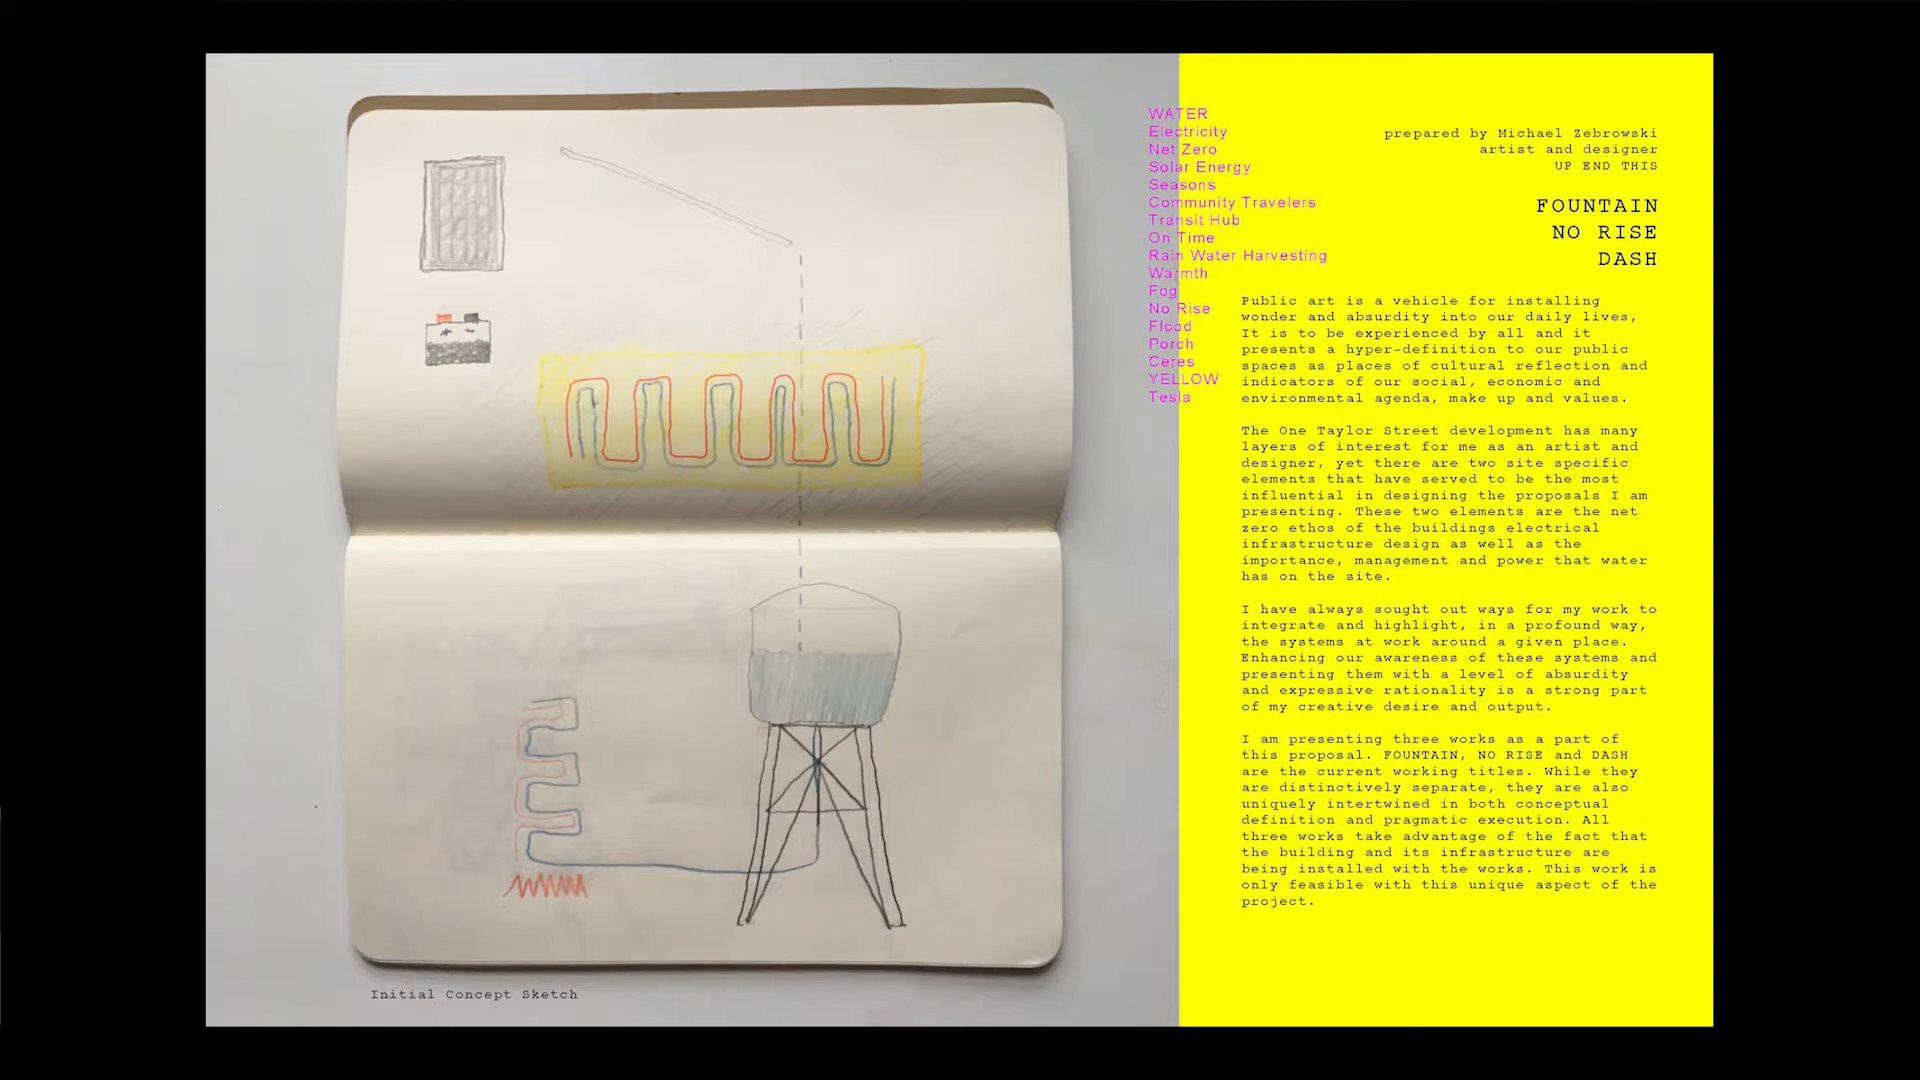 WATER
Electricity
Net Zero
Solar Energy
Seasons
Community Travelers
Transit Hub
On Time
Rain Water Harvesting
Warmth
Fog
No Rise
Flood
Porch
Ceres
YELLOW
Tesla
prepared by Michael Zebrowski
artist and designer
UP END THIS
FOUNTAIN
NO RISE
DASH
Public art is a vehicle for installing
wonder and absurdity into our daily lives,
It is to be experienced by all and it
presents a hyper-definition to our public
spaces as places of cultural reflection and
indicators of our social, economic and
environmental agenda, make up and values.
The One Taylor Street development has many
layers of interest for me as an artist and
designer, yet there are two site specific
elements that have served to be the most
influential in designing the proposals I am
presenting. These two elements are the net
zero ethos of the buildings electrical
infrastructure design as well as the
importance, management and power that water
has on the site.
I have always sought out ways for my work to
integrate and highlight, in a profound way,
the systems at work around a given place.
Enhancing our awareness of these systems and
presenting them with a level of absurdity
and expressive rationality is a strong part
of my creative desire and output.
I am presenting three works as a part of
this proposal. FOUNTAIN, NO RISE and DASH
are the current working titles. While they
are distinctively separate, they are also
uniquely intertwined in both conceptual
definition and pragmatic execution. All
three works take advantage of the fact that
the building and its infrastructure are
being installed with the works. This work is
only feasible with this unique aspect of the
project.
+ -
Initial Concept Sketch